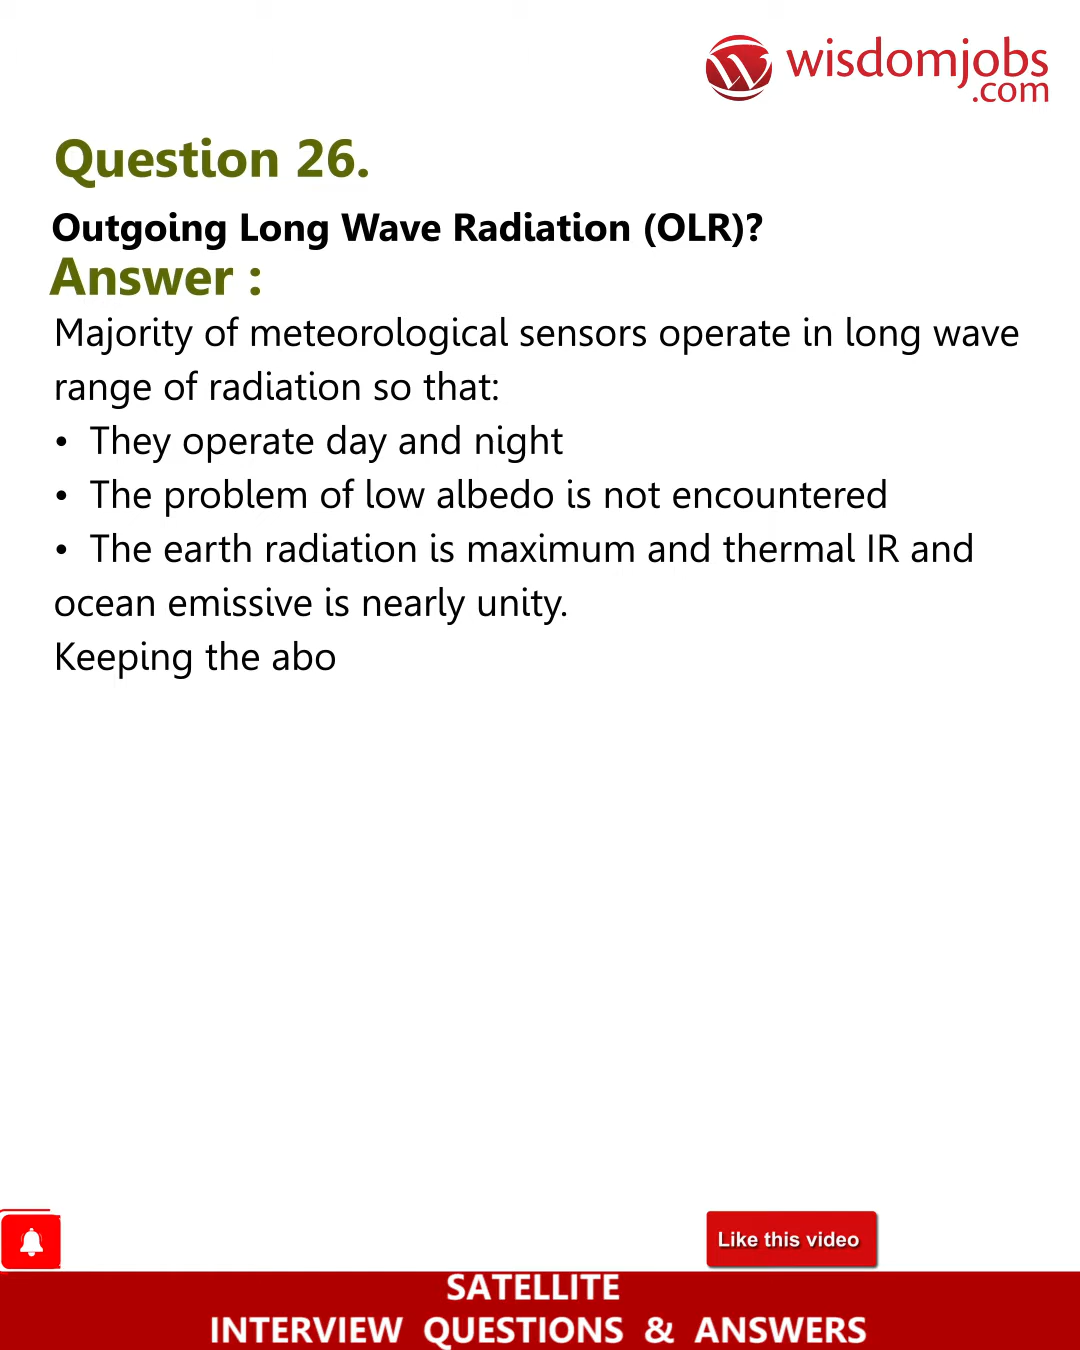 wisdomjobs
.com
Question 26.
Outgoing Long Wave Radiation (OLR)?
Answer :
Majority of meteorological sensors operate in long wave
range of radiation so that:
• They operate day and night
• The problem of low albedo is not encountered
• The earth radiation is maximum and thermal IR and
ocean emissive is nearly unity.
Keeping the abo
Like this video
SATELLITE
INTERVIEW QUESTIONS & ANSWERS